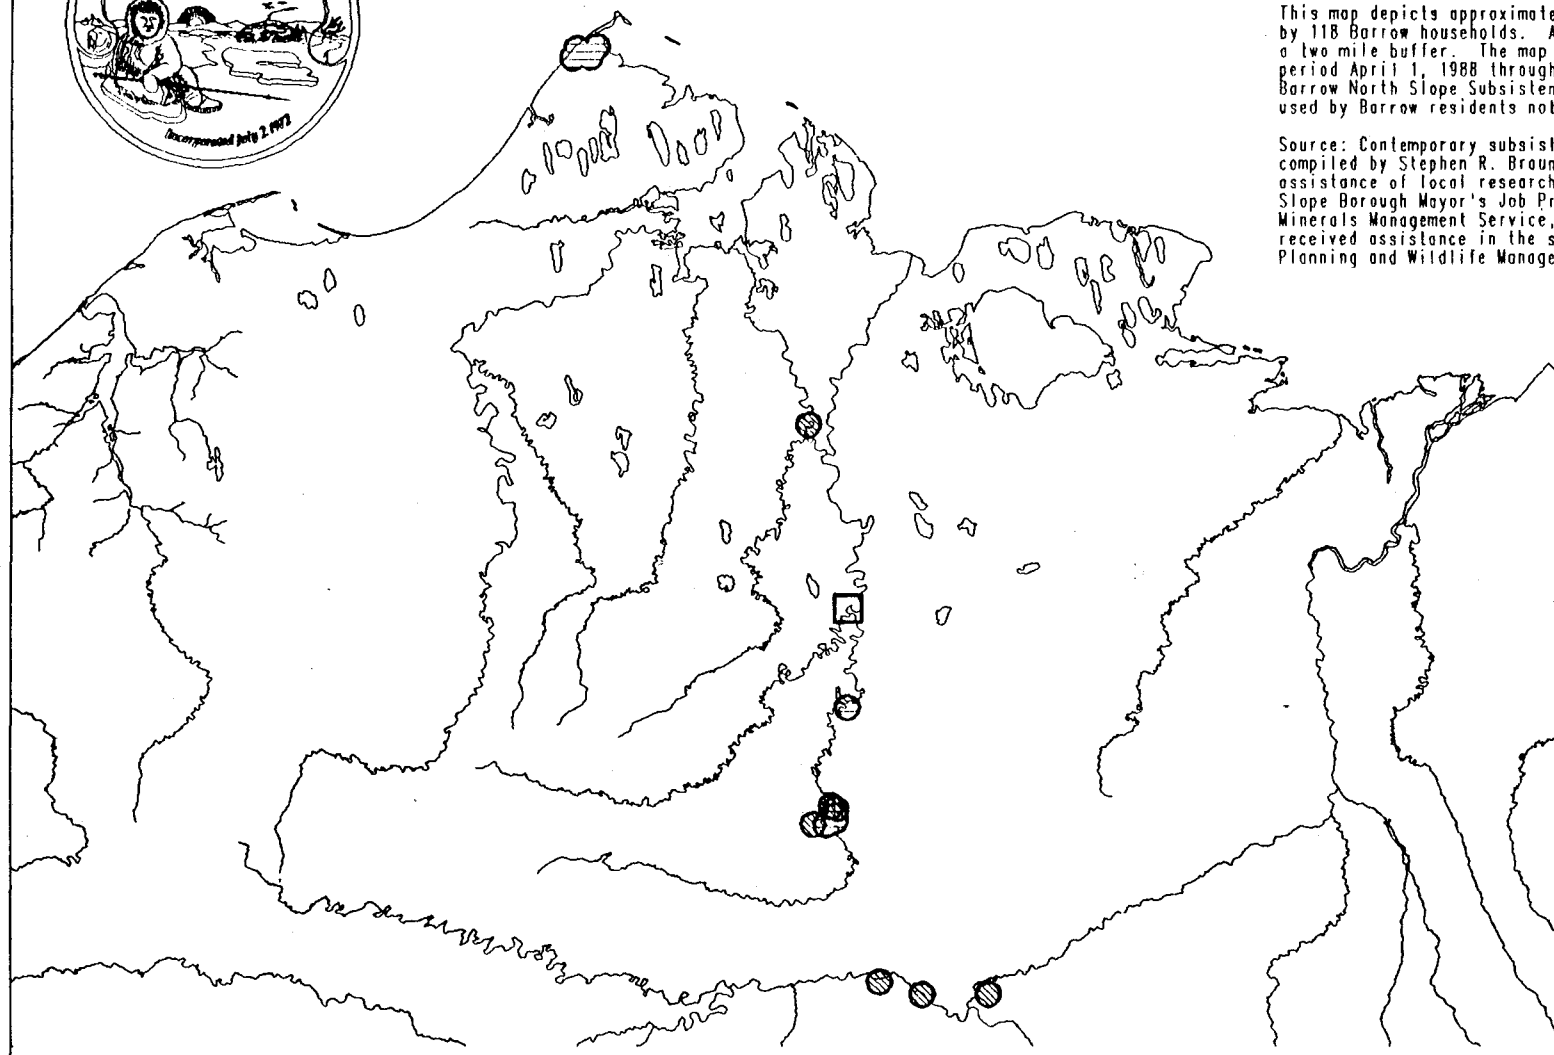 Incorporated July 2, 1972
This map depicts approximate
by 118 Barrow households. A
a two mile buffer. The map
period April 1, 1988 through
Barrow North Slope Subsisten
used by Barrow residents not
Source: Contemporary subsist
compiled by Stephen R. Braun
assistance of local research
Slope Borough Mayor's Job Pr
Minerals Management Service,
received assistance in the s
Planning and Wildlife Manage